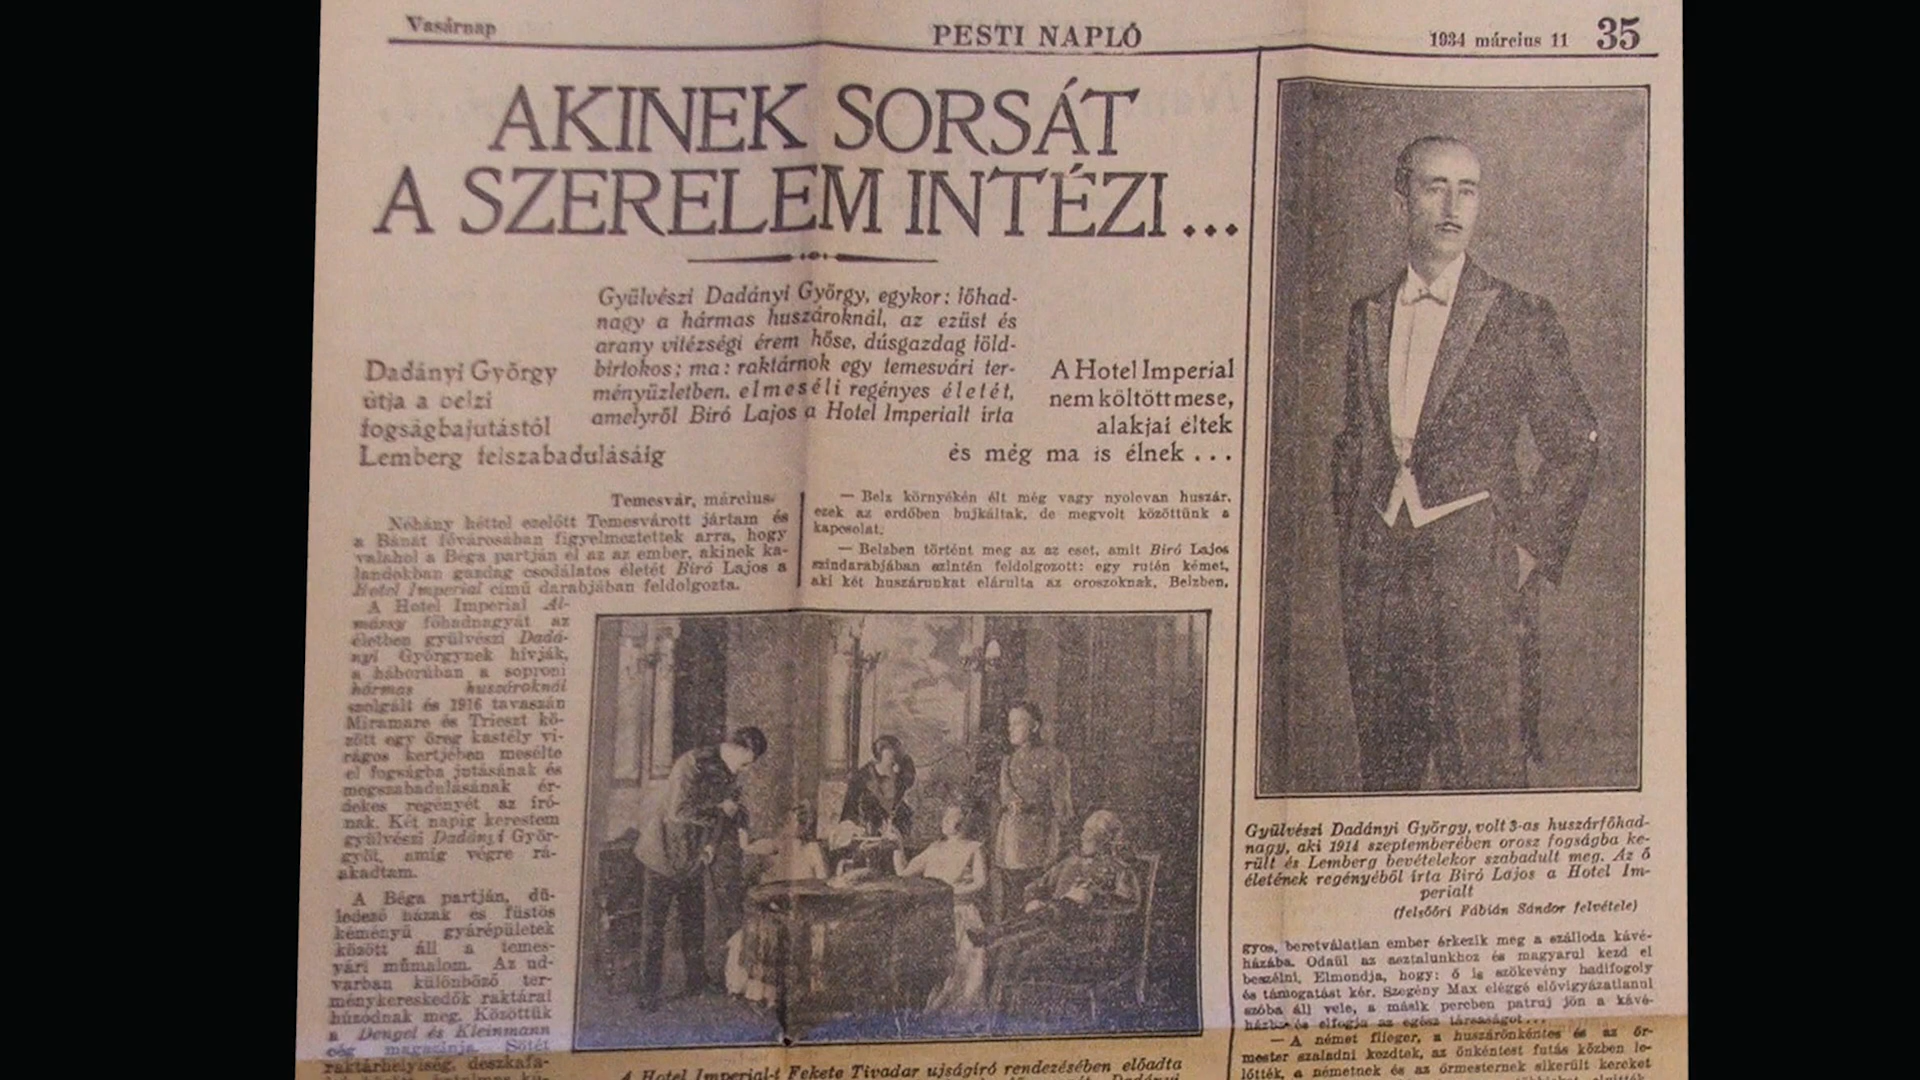 Vasárnap
PESTI NAPLÓ
1934 március 11
35
AKINEK SORSÁT
A SZERELEM INTÉZI...
Gyülvészi Dadányi György, egykor: főhad-
nagy a hármas huszároknál, az ezüst és
arany vitézségi érem hőse, dúsgazdag föld-
birtokos; ma: raktárnok egy temesvári ter-
ményüzletben, elmeséli regényes életét,
amelyről Biró Lajos a Hotel Imperialt írta
Dadányi György
útja a belzi
fogságbajutástól
Lemberg felszabadulásáig
A Hotel Imperial
nem költött mese,
alakjai éltek
és még ma is élnek...
Temesvár, március
Néhány héttel ezelőtt Temesvárott jártam és
a Bánát fővárosában figyelmeztettek arra, hogy
valahol a Béga partján él az az ember, akinek ka-
landokban gazdag csodálatos életét Biró Lajos a
Hotel Imperial című darabjában feldolgozta.
A Hotel Imperial Al-
mássy főhadnagyát az
életben gyülvészi Dadá-
nyi Györgynek hívják,
a háborúban a soproni
hármas huszároknál
szolgált és 1916 tavaszán
Miramare és Trieszt kö-
zött egy öreg kastély vi-
rágos kertjében mesélte
el fogságba jutásának és
megszabadulásának ér-
dekes regényét az író-
nak. Két napig kerestem
gyülvészi Dadányi Györ-
gyöt, amíg végre rá-
akadtam.
A Béga partján, dü-
ledező házak és füstös
kéményű gyárépületek
között áll a temes-
vári műmalom. Az ud-
varban különböző ter-
ménykereskedők raktárai
húzódnak meg. Közöttük
a Dengel és Kleinmann
cég magazinja. Sötét
raktárhelyiség, deszkafa-
— Belz környékén élt még vagy nyolcvan huszár,
ezek az erdőben bujkáltak, de megvolt közöttünk a
kapcsolat.
— Belzben történt meg az az eset, amit Biró Lajos
színdarabjában szintén feldolgozott: egy rutén kémet,
aki két huszárunkat elárulta az oroszoknak, Belzben,
A Hotel Imperial-t Fekete Tivadar ujságíró rendezésében előadta
Gyülvészi Dadányi György, volt 3-as huszárfőhad-
nagy, aki 1914 szeptemberében orosz fogságba ke-
rült és Lemberg bevételekor szabadult meg. Az ő
életének regényéből írta Biró Lajos a Hotel Im-
perialt
(felsőőri Fábián Sándor felvétele)
gyos, beretválatlan ember érkezik meg a szálloda kávé-
házába. Odaül az asztalunkhoz és magyarul kezd el
beszélni. Elmondja, hogy: ő is szökevény hadifogoly
és támogatást kér. Szegény Max eléggé elővigyázatlanul
szóba áll vele, a másik percben patruj jön a kávé-
házba és elfogja az egész társaságot...
— A német flieger, a huszárönkéntes és az őr-
mester szaladni kezdtek, az önkéntest futás közben le-
lőtték, a németnek és az őrmesternek sikerült kereket